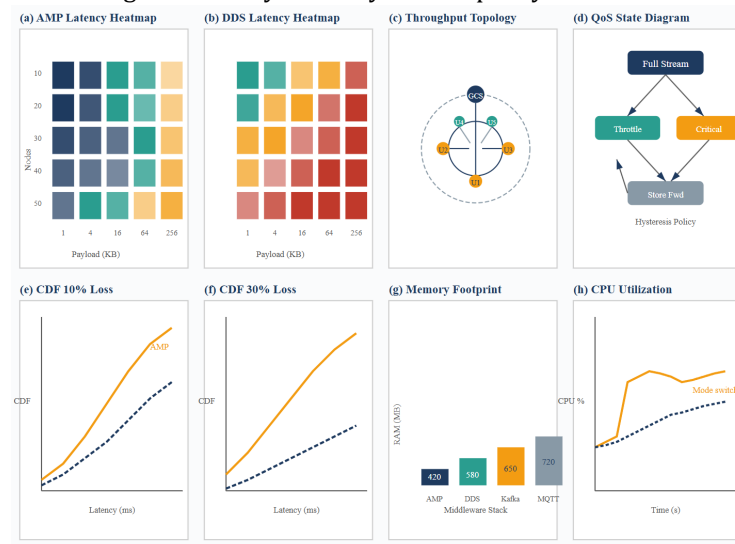 (a) AMP Latency Heatmap
10
20
30
40
50
Nodes
1 4 16 64 256
Payload (KB)
(b) DDS Latency Heatmap
1 4 16 64 256
Payload (KB)
(c) Throughput Topology
GCS
U4 U5
U2 U3
U1
(d) QoS State Diagram
Full Stream
Throttle Critical
Store Fwd
Hysteresis Policy
(e) CDF 10% Loss
AMP
CDF
Latency (ms)
(f) CDF 30% Loss
CDF
Latency (ms)
(g) Memory Footprint
RAM (MB)
420 580 650 720
AMP DDS Kafka MQTT
Middleware Stack
(h) CPU Utilization
Mode switch
CPU %
Time (s)